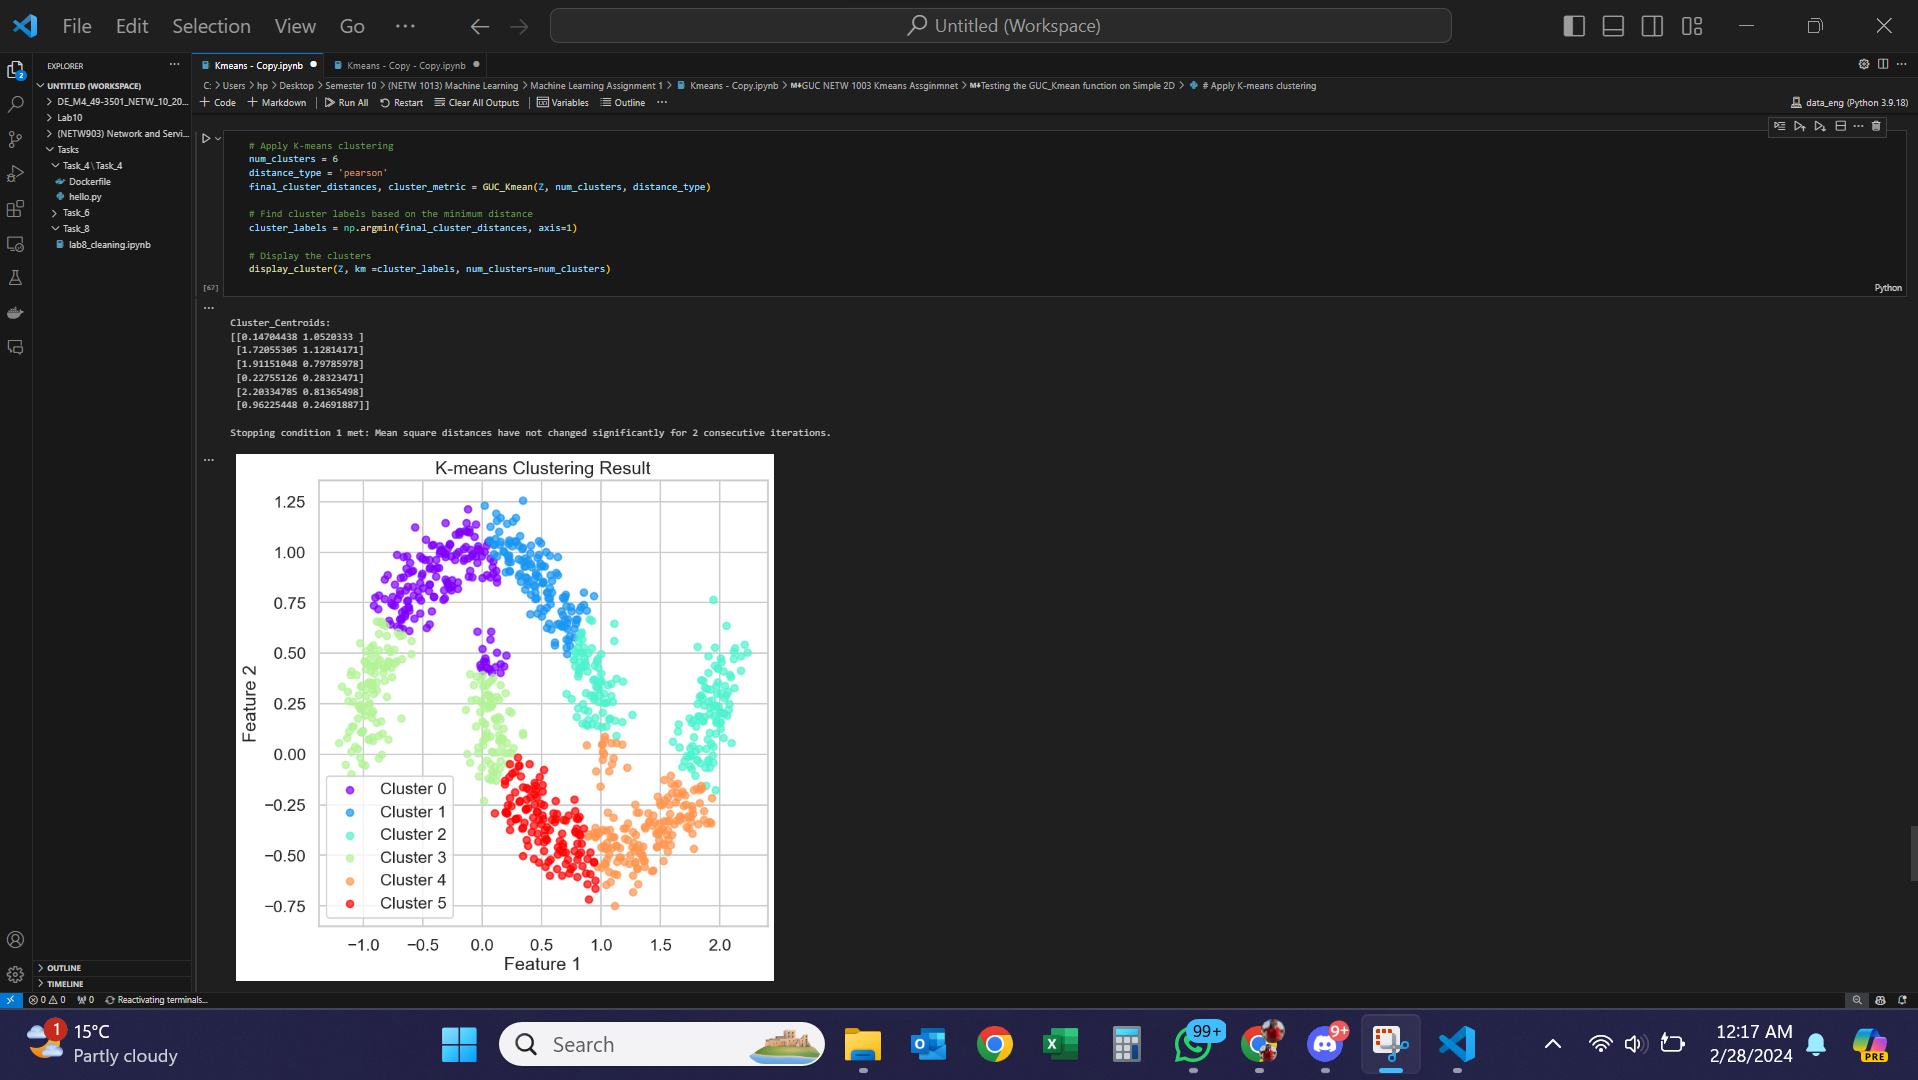 File Edit Selection View Go ···
Untitled (Workspace)
EXPLORER ···
UNTITLED (WORKSPACE)
DE_M4_49-3501_NETW_10_20...
Lab10
(NETW903) Network and Servi...
Tasks
Task_4 \ Task_4
Dockerfile
hello.py
Task_6
Task_8
lab8_cleaning.ipynb
OUTLINE
TIMELINE
Kmeans - Copy.ipynb ● Kmeans - Copy - Copy.ipynb ●
C: > Users > hp > Desktop > Semester 10 > (NETW 1013) Machine Learning > Machine Learning Assignment 1 > Kmeans - Copy.ipynb > M↓GUC NETW 1003 Kmeans Assginmnet > M↓Testing the GUC_Kmean function on Simple 2D > # Apply K-means clustering
+ Code + Markdown Run All Restart Clear All Outputs Variables Outline ···
data_eng (Python 3.9.18)
# Apply K-means clustering
num_clusters = 6
distance_type = 'pearson'
final_cluster_distances, cluster_metric = GUC_Kmean(Z, num_clusters, distance_type)
# Find cluster labels based on the minimum distance
cluster_labels = np.argmin(final_cluster_distances, axis=1)
# Display the clusters
display_cluster(Z, km =cluster_labels, num_clusters=num_clusters)
[67]
Python
Cluster_Centroids:
[[0.14704438 1.0520333 ]
[1.72055305 1.12814171]
[1.91151048 0.79785978]
[0.22755126 0.28323471]
[2.20334785 0.81365498]
[0.96225448 0.24691887]]
Stopping condition 1 met: Mean square distances have not changed significantly for 2 consecutive iterations.
K-means Clustering Result
1.25
1.00
0.75
0.50
0.25
0.00
−0.25
−0.50
−0.75
Feature 2
Cluster 0
Cluster 1
Cluster 2
Cluster 3
Cluster 4
Cluster 5
−1.0 −0.5 0.0 0.5 1.0 1.5 2.0
Feature 1
0 0 0 Reactivating terminals...
1
15°C
Partly cloudy
Search
99+
9+
12:17 AM
2/28/2024
PRE